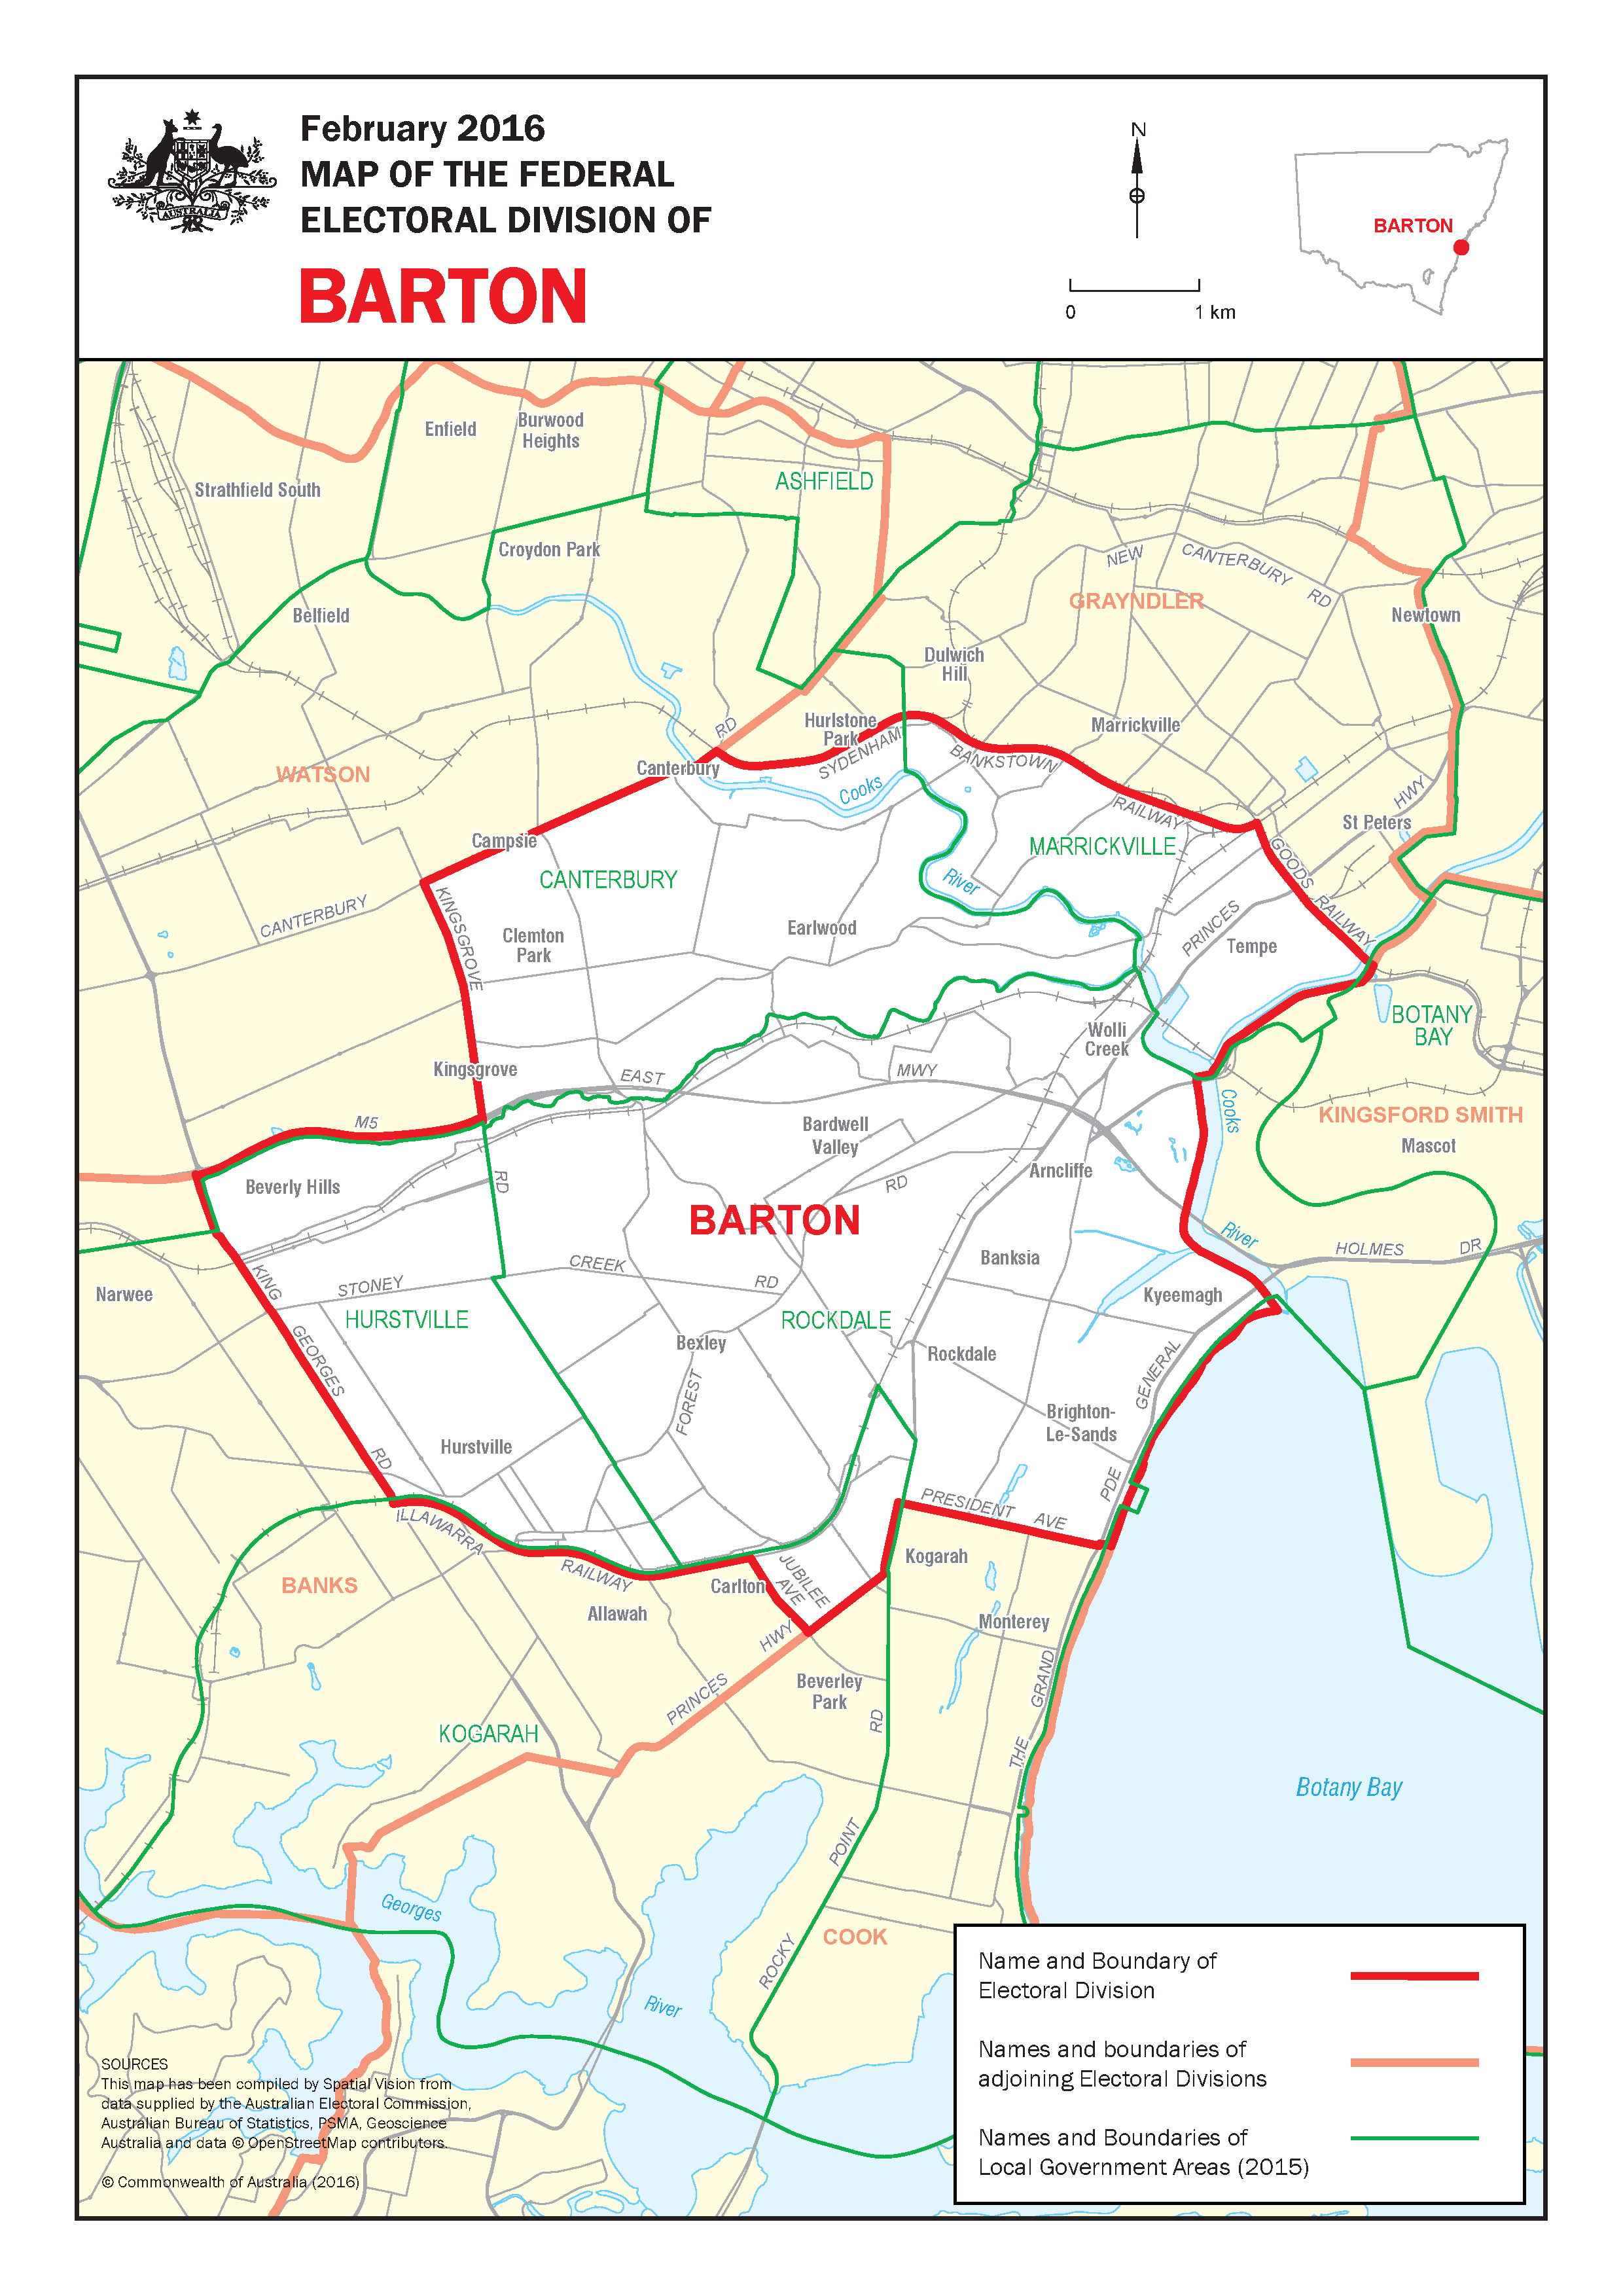 AUSTRALIA
February 2016
MAP OF THE FEDERAL
ELECTORAL DIVISION OF
BARTON
N
0 1 km
BARTON
Enfield
Burwood
Heights
Strathfield South
ASHFIELD
Croydon Park
NEW CANTERBURY RD
GRAYNDLER
Belfield
Newtown
Dulwich
Hill
RD
Hurlstone
Park
Marrickville
SYDENHAM
BANKSTOWN
RAILWAY
WATSON
Canterbury
Cooks
River
HWY
St Peters
Campsie
MARRICKVILLE
GOODS RAILWAY
CANTERBURY
CANTERBURY
KINGSGROVE
Clemton
Park
Earlwood
PRINCES
Tempe
BOTANY
BAY
Wolli
Creek
Kingsgrove
EAST
MWY
Cooks
KINGSFORD SMITH
Mascot
M5
Bardwell
Valley
Arncliffe
Beverly Hills
RD
RD
BARTON
River
HOLMES DR
Banksia
CREEK
RD
STONEY
KING
GEORGES
RD
Narwee
Kyeemagh
HURSTVILLE
ROCKDALE
Bexley
Rockdale
GENERAL
FOREST
Brighton-
Le-Sands
Hurstville
PDE
PRESIDENT AVE
ILLAWARRA
RAILWAY
JUBILEE
AVE
Kogarah
BANKS
Carlton
Allawah
Monterey
HWY
PRINCES
Beverley
Park
RD
GRAND
THE
KOGARAH
Botany Bay
POINT
Georges
ROCKY
COOK
River
Name and Boundary of
Electoral Division
Names and boundaries of
adjoining Electoral Divisions
Names and Boundaries of
Local Government Areas (2015)
SOURCES
This map has been compiled by Spatial Vision from
data supplied by the Australian Electoral Commission,
Australian Bureau of Statistics, PSMA, Geoscience
Australia and data © OpenStreetMap contributors.
© Commonwealth of Australia (2016)